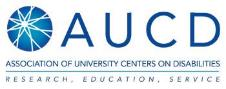 AUCD
ASSOCIATION OF UNIVERSITY CENTERS ON DISABILITIES
RESEARCH, EDUCATION, SERVICE